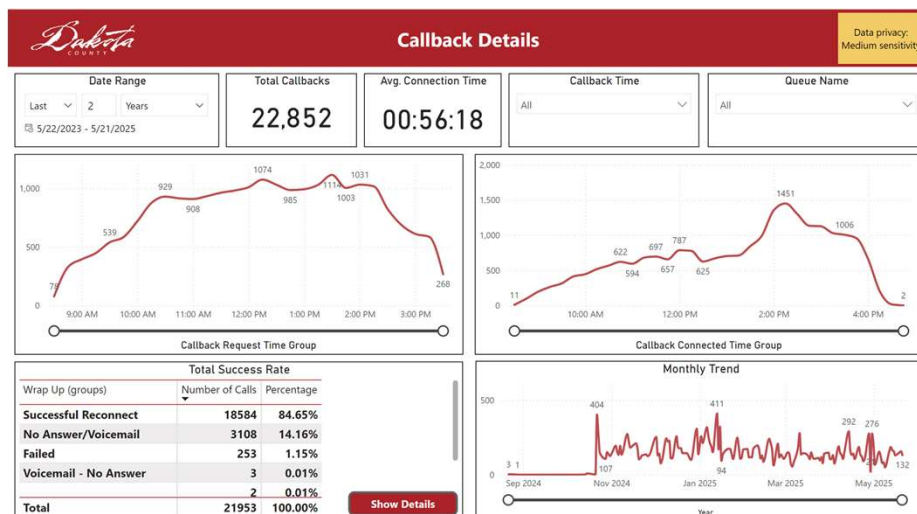 Dakota
COUNTY
Callback Details
Data privacy:
Medium sensitivity
Date Range
Last 2 Years
5/22/2023 - 5/21/2025
Total Callbacks
22,852
Avg. Connection Time
00:56:18
Callback Time
All
Queue Name
All
1,000
500
0
78
539
929
908
1074
985
1114
1003
1031
268
9:00 AM 10:00 AM 11:00 AM 12:00 PM 1:00 PM 2:00 PM 3:00 PM
Callback Request Time Group
2,000
1,500
1,000
500
0
11
622
594
697
657
787
625
1451
1006
2
10:00 AM 12:00 PM 2:00 PM 4:00 PM
Callback Connected Time Group
Total Success Rate
Wrap Up (groups) Number of Calls Percentage
Successful Reconnect 18584 84.65%
No Answer/Voicemail 3108 14.16%
Failed 253 1.15%
Voicemail - No Answer 3 0.01%
2 0.01%
Total 21953 100.00%
Show Details
Monthly Trend
500
0
3 1
404
107
411
94
292
276
132
Sep 2024 Nov 2024 Jan 2025 Mar 2025 May 2025
Year